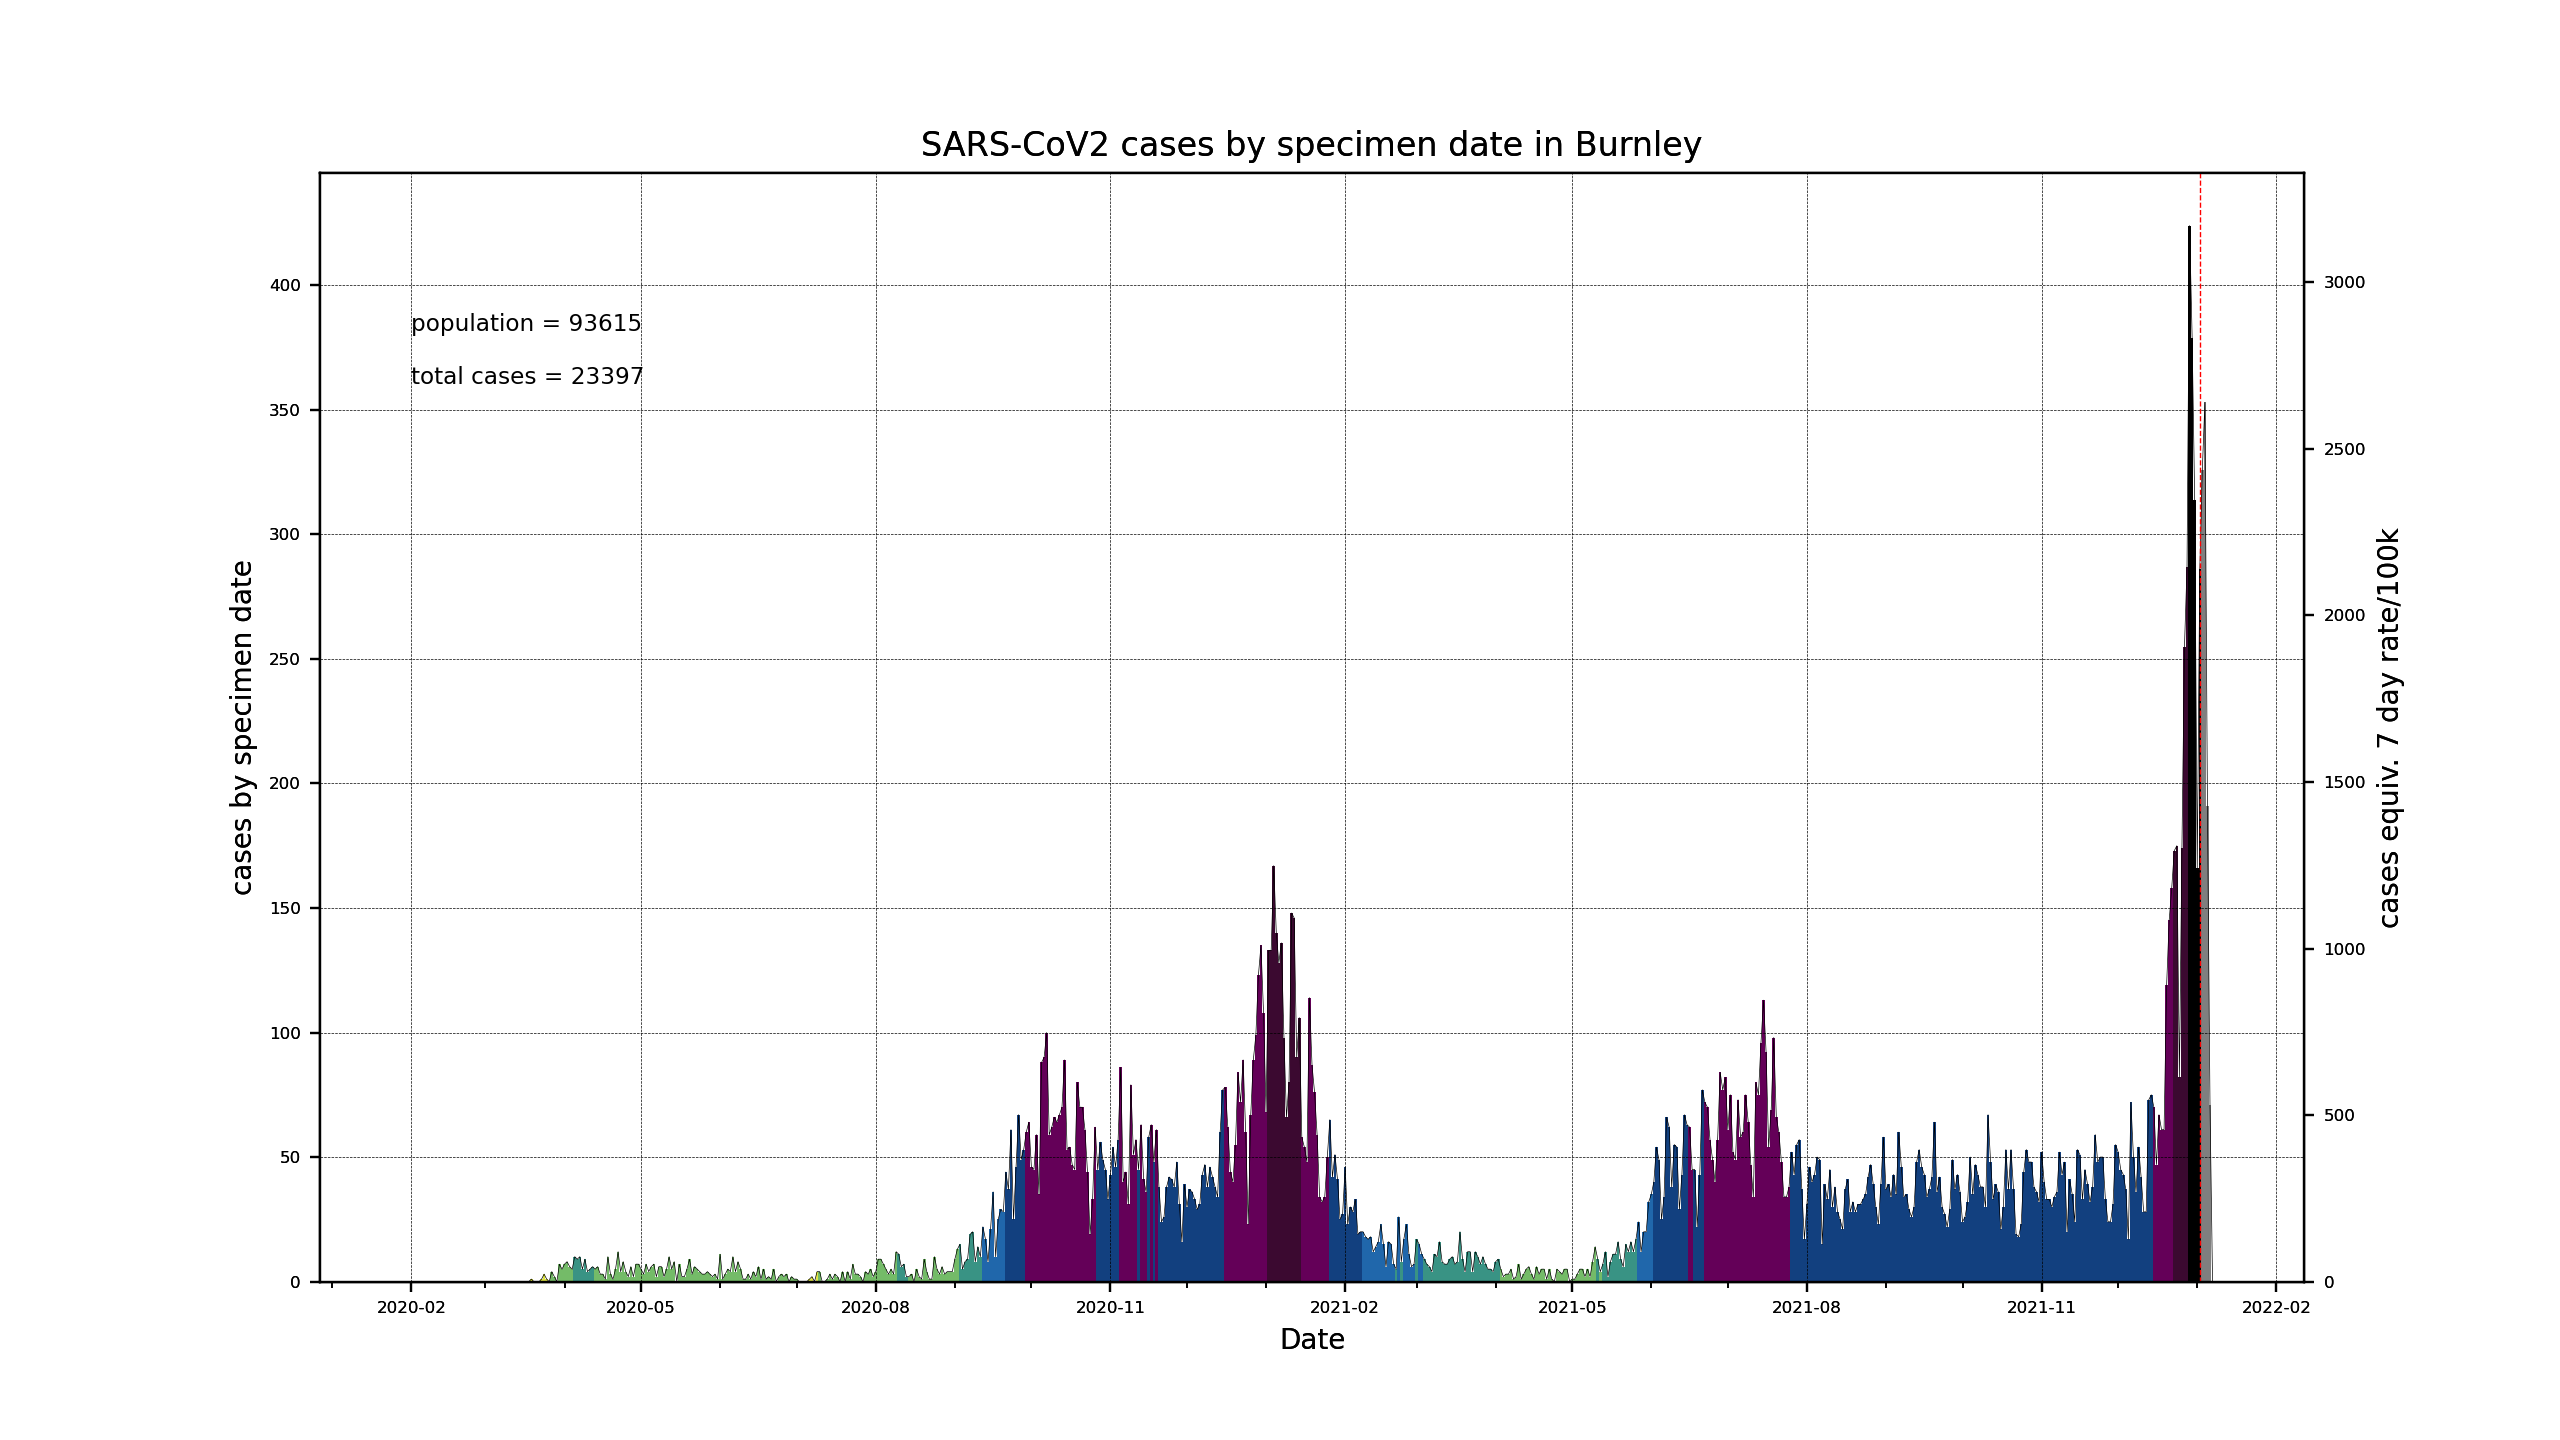 SARS-CoV2 cases by specimen date in Burnley
population = 93615
total cases = 23397
cases by specimen date
400
350
300
250
200
150
100
50
0
3000
2500
2000
1500
1000
500
0
cases equiv. 7 day rate/100k
2020-02 2020-05 2020-08 2020-11 2021-02 2021-05 2021-08 2021-11 2022-02
Date